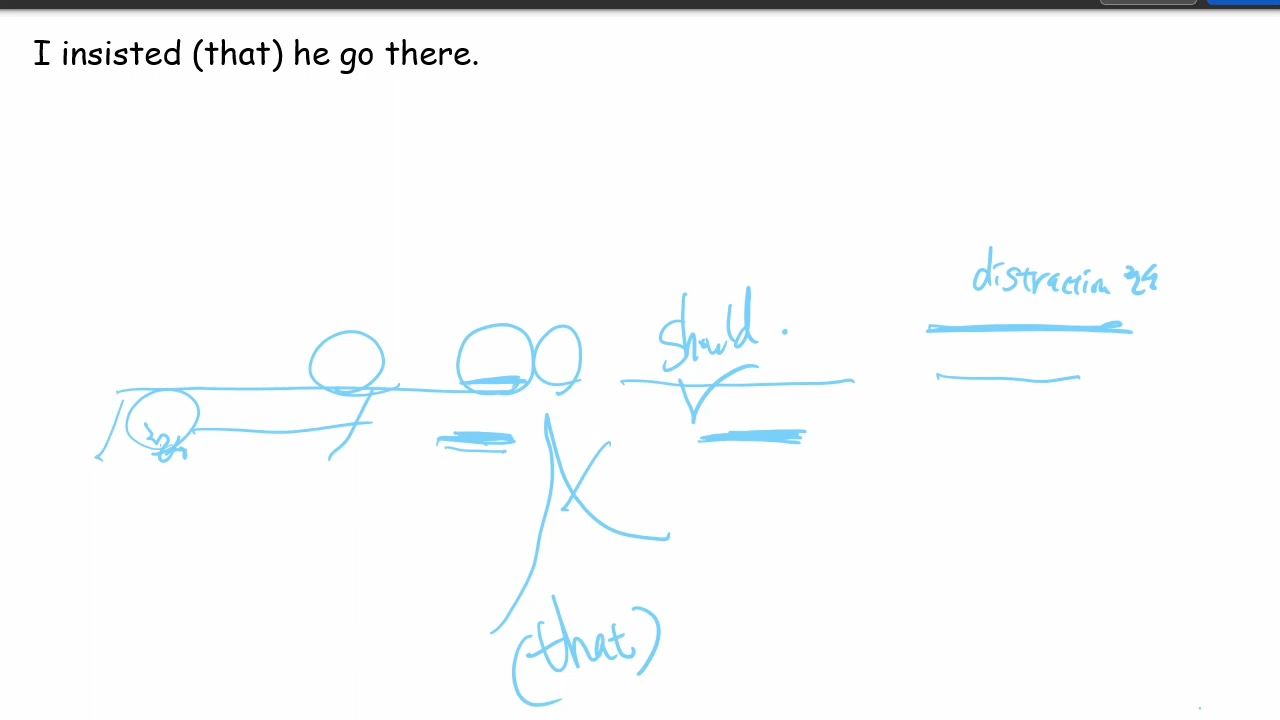 I insisted (that) he go there.
distraction
should.
(that)